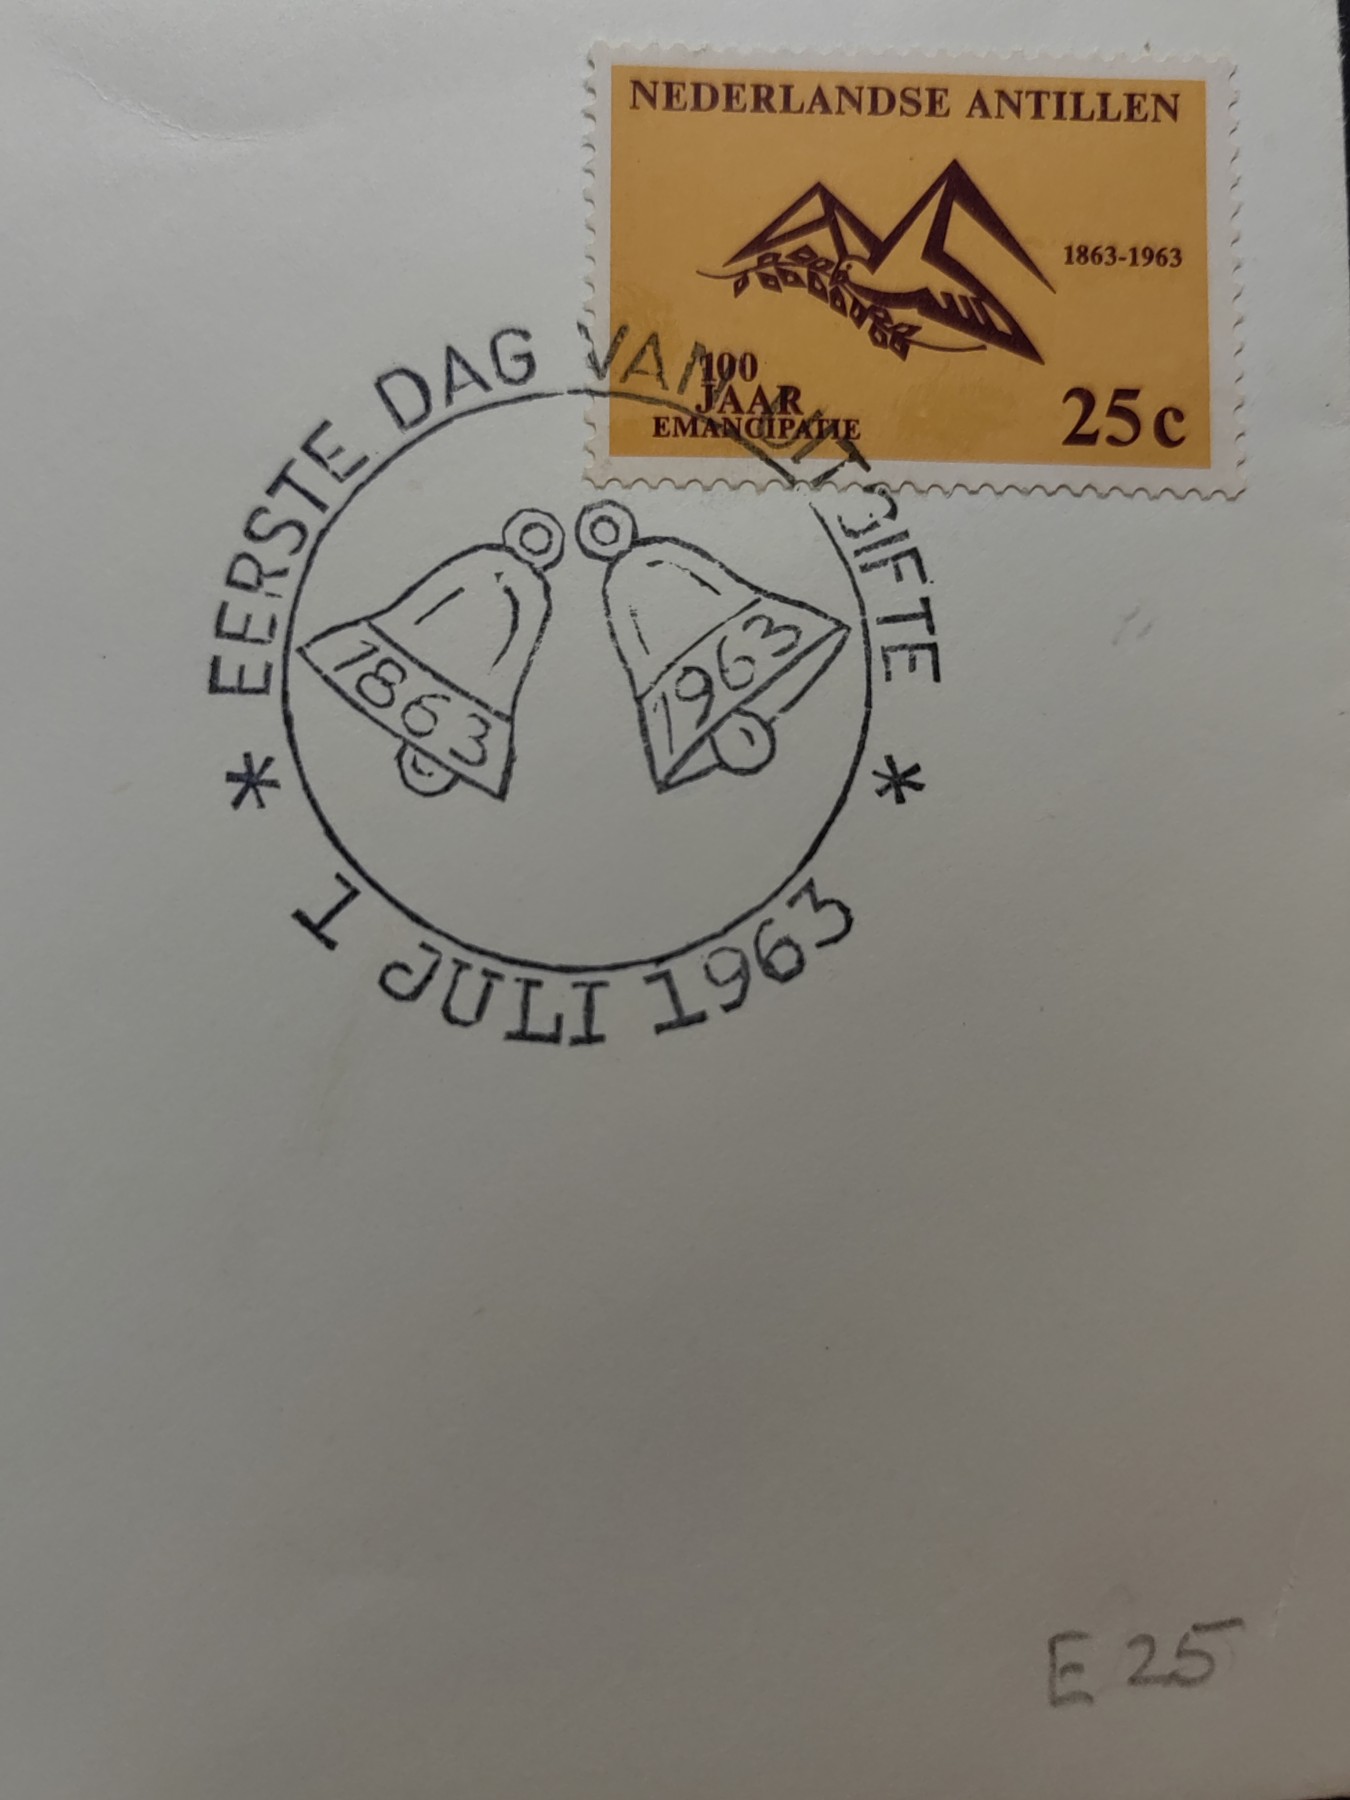 NEDERLANDSE ANTILLEN
1863-1963
100
JAAR
EMANCIPATIE
25c
EERSTE DAG VAN UITGIFTE
1863
1963
* 1 JULI 1963 *
E 25